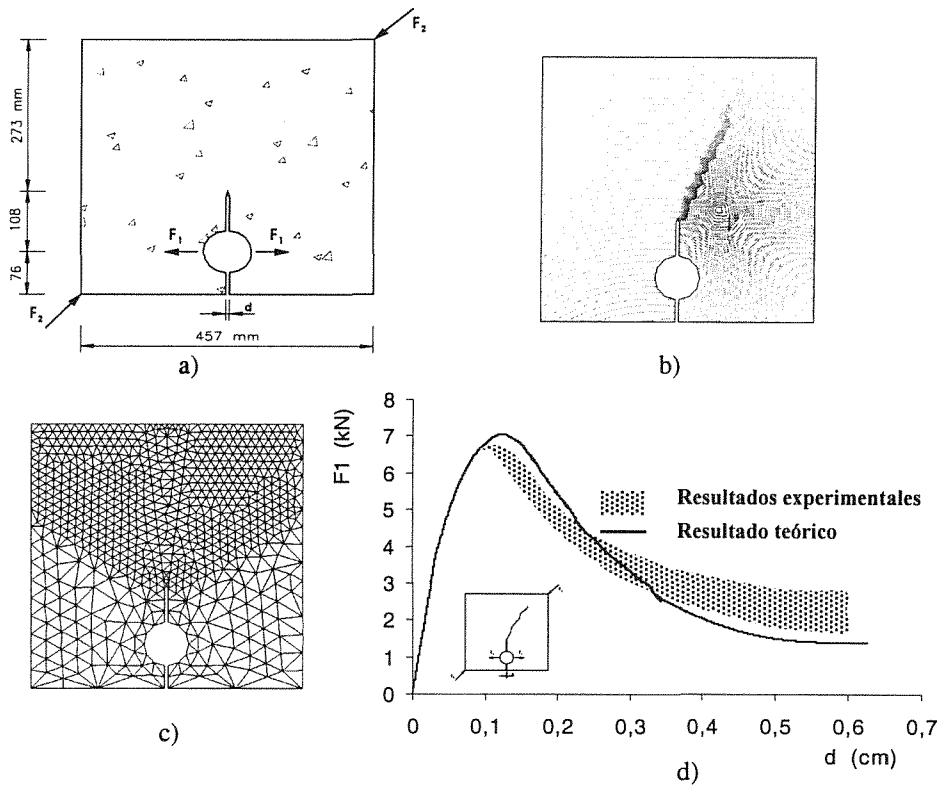 F₂
273 mm
108
76
F₁
F₁
F₂
d
457 mm
a)
b)
c)
F1 (kN)
8
7
6
5
4
3
2
1
0
Resultados experimentales
Resultado teórico
0
0,1
0,2
0,3
0,4
0,5
0,6
0,7
d (cm)
d)